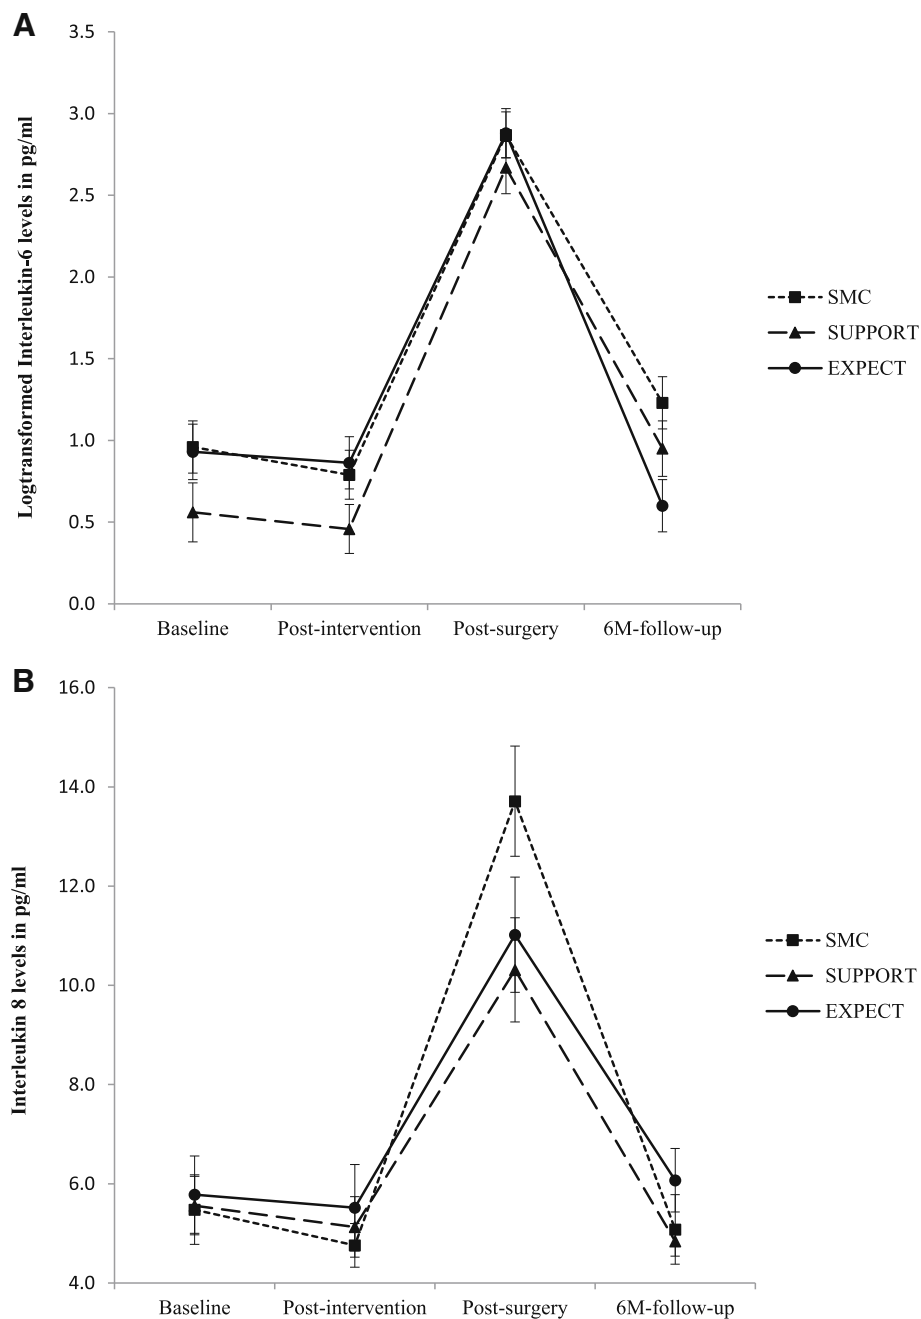 A
3.5
3.0
2.5
2.0
1.5
1.0
0.5
0.0
Logtransformed Interleukin-6 levels in pg/ml
Baseline Post-intervention Post-surgery 6M-follow-up
SMC
SUPPORT
EXPECT
B
16.0
14.0
12.0
10.0
8.0
6.0
4.0
Interleukin 8 levels in pg/ml
Baseline Post-intervention Post-surgery 6M-follow-up
SMC
SUPPORT
EXPECT